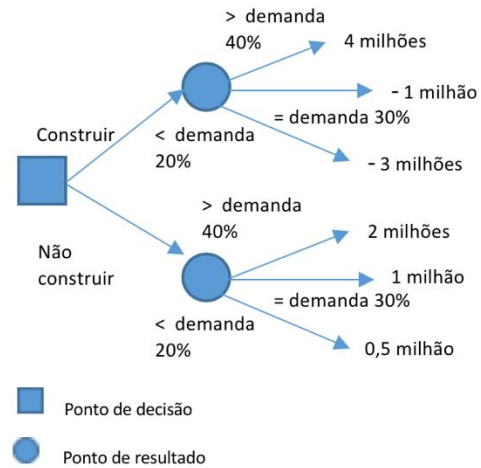 > demanda
40%
4 milhões
- 1 milhão
= demanda 30%
Construir
< demanda
20%
- 3 milhões
> demanda
40%
2 milhões
Não
construir
1 milhão
= demanda 30%
< demanda
20%
0,5 milhão
Ponto de decisão
Ponto de resultado